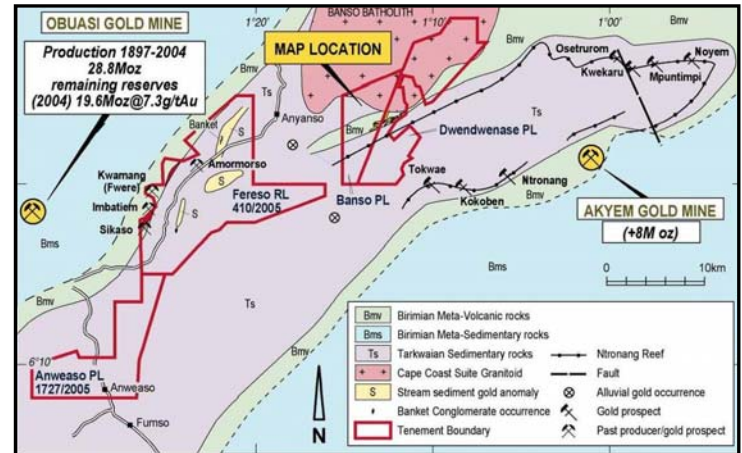 OBUASI GOLD MINE
Production 1897-2004
28.8Moz
remaining reserves
(2004) 19.6Moz@7.3g/tAu
1°20'
1°10'
1°00'
BANSO BATHOLITH
MAP LOCATION
Bmv
Bmv
Ts
Banket
S
Anyanso
Bmv
Osetrurom
Noyem
Kwekaru
Mpuntimpi
Ts
Dwendwenase PL
Amormorso
Kwamang
(Fwere)
S
Fereso RL
410/2005
Imbatiem
S
Sikaso
Banso PL
Tokwae
Ntronang
Kokoben
Bmv
AKYEM GOLD MINE
(+8M oz)
Bms
Bms
Bmv
Ts
Bmv
0
10km
6°10'
Anweaso PL
1727/2005
Anweaso
Fumso
N
Bmv Birimian Meta-Volcanic rocks
Bms Birimian Meta-Sedimentary rocks
Ts Tarkwaian Sedimentary rocks
Cape Coast Suite Granitoid
S Stream sediment gold anomaly
Banket Conglomerate occurrence
Tenement Boundary
Ntronang Reef
Fault
Alluvial gold occurrence
Gold prospect
Past producer/gold prospect